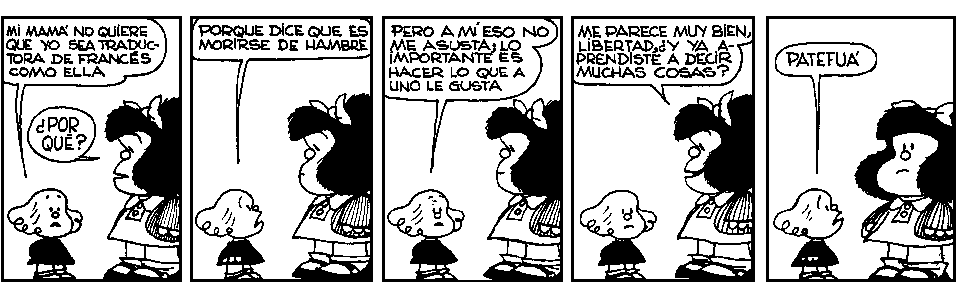 MI MAMÁ NO QUIERE
QUE YO SEA TRADUC-
TORA DE FRANCÉS
COMO ELLA
¿POR
QUÉ?
PORQUE DICE QUE ES
MORIRSE DE HAMBRE
PERO A MÍ ESO NO
ME ASUSTA; LO
IMPORTANTE ES
HACER LO QUE A
UNO LE GUSTA
ME PARECE MUY BIEN,
LIBERTAD, ¿Y YA A-
PRENDISTE A DECIR
MUCHAS COSAS?
PATEFUÁ